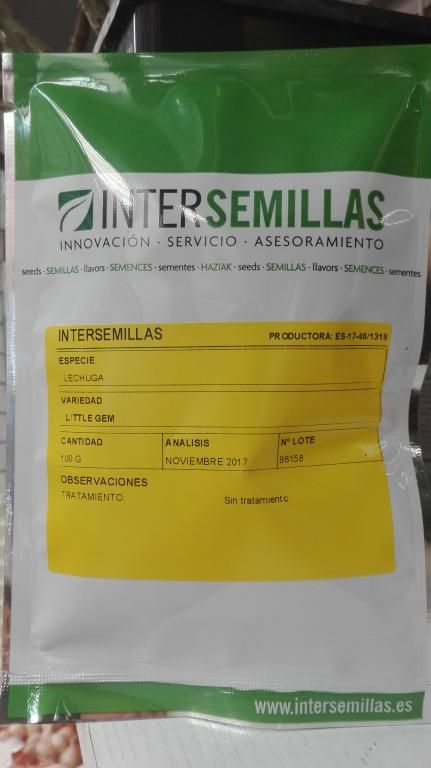 INTERSEMILLAS
INNOVACIÓN · SERVICIO · ASESORAMIENTO
seeds · SEMILLAS · llavors · SEMENCES · sementes · HAZIAK · seeds · SEMILLAS · llavors · SEMENCES · sementes
INTERSEMILLAS PRODUCTORA: ES-17-46/1319
ESPECIE
LECHUGA
VARIEDAD
LITTLE GEM
CANTIDAD ANALISIS Nº LOTE
100 G NOVIEMBRE 2017 98158
OBSERVACIONES
TRATAMIENTO Sin tratamiento
www.intersemillas.es